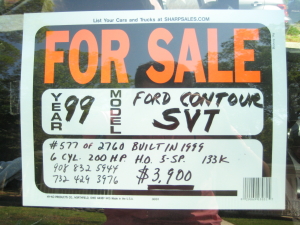 List Your Cars and Trucks at SHARPSALES.COM
FOR SALE
YEAR 99 MODEL FORD CONTOUR
SVT
#577 of 2760 BUILT IN 1999
6 CYL. 200 HP H.O. 5-SP. 133K
908 832 5944
732 429 3976 $3,900